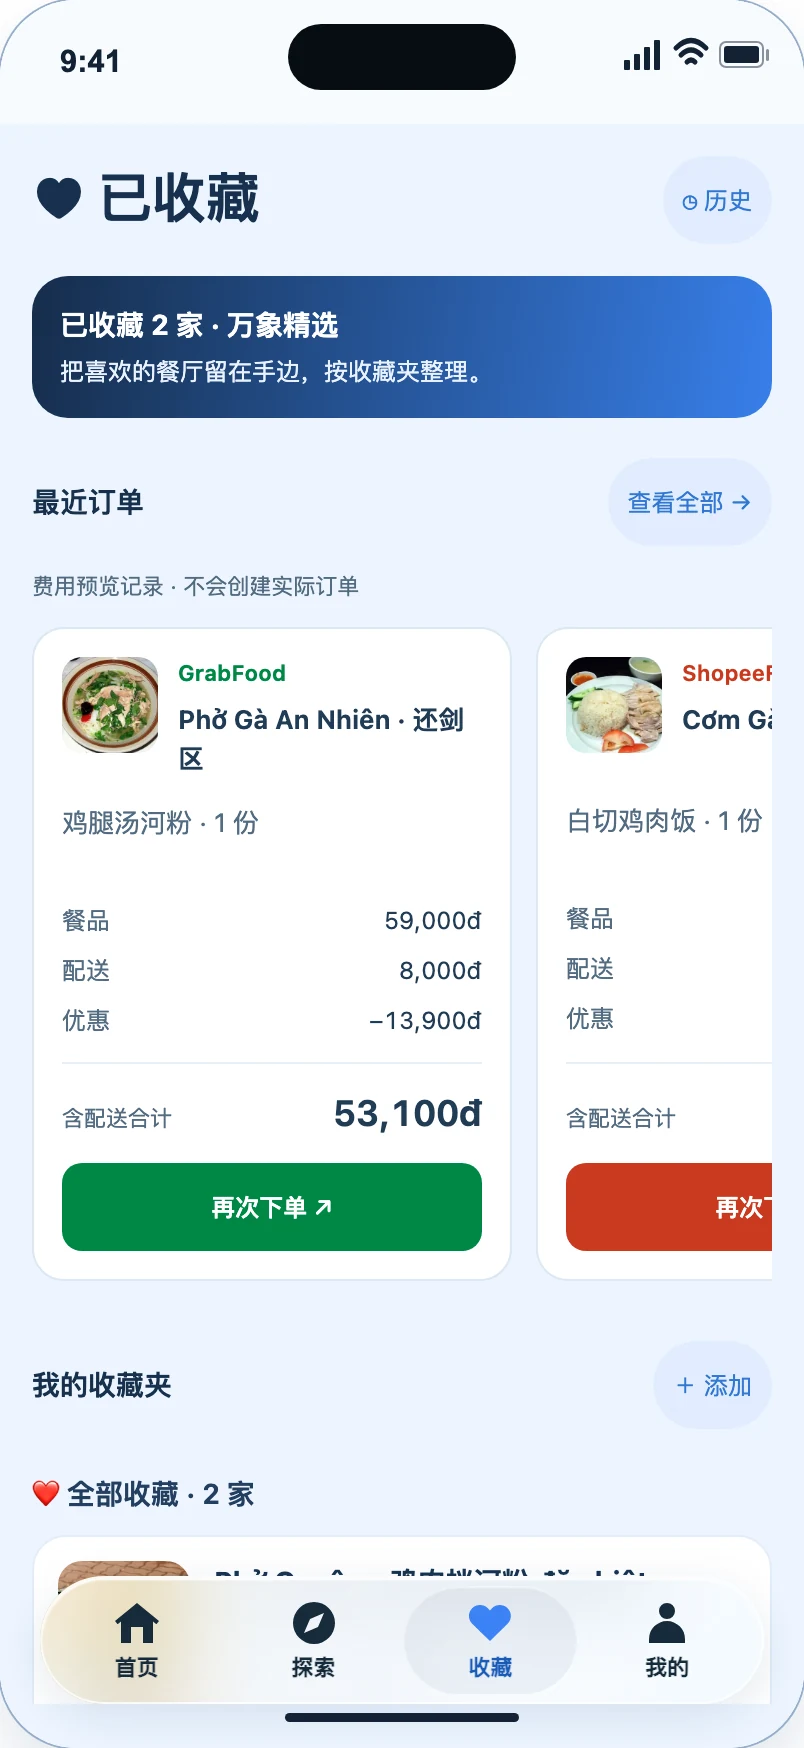 9:41
已收藏
历史
已收藏 2 家 · 万象精选
把喜欢的餐厅留在手边，按收藏夹整理。
最近订单
查看全部 →
费用预览记录 · 不会创建实际订单
GrabFood
Phở Gà An Nhiên · 还剑
区
鸡腿汤河粉 · 1 份
餐品
59,000đ
配送
8,000đ
优惠
−13,900đ
含配送合计
53,100đ
再次下单 ↗
Shopee
Cơm Gà
白切鸡肉饭 · 1 份
餐品
配送
优惠
含配送合计
再次
我的收藏夹
+ 添加
❤️ 全部收藏 · 2 家
首页
探索
收藏
我的